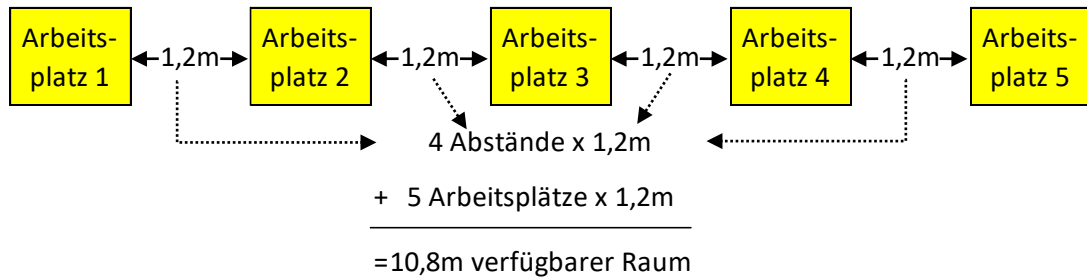 Arbeits-
platz 1
1,2m
Arbeits-
platz 2
1,2m
Arbeits-
platz 3
1,2m
Arbeits-
platz 4
1,2m
Arbeits-
platz 5
4 Abstände x 1,2m
+ 5 Arbeitsplätze x 1,2m
=10,8m verfügbarer Raum